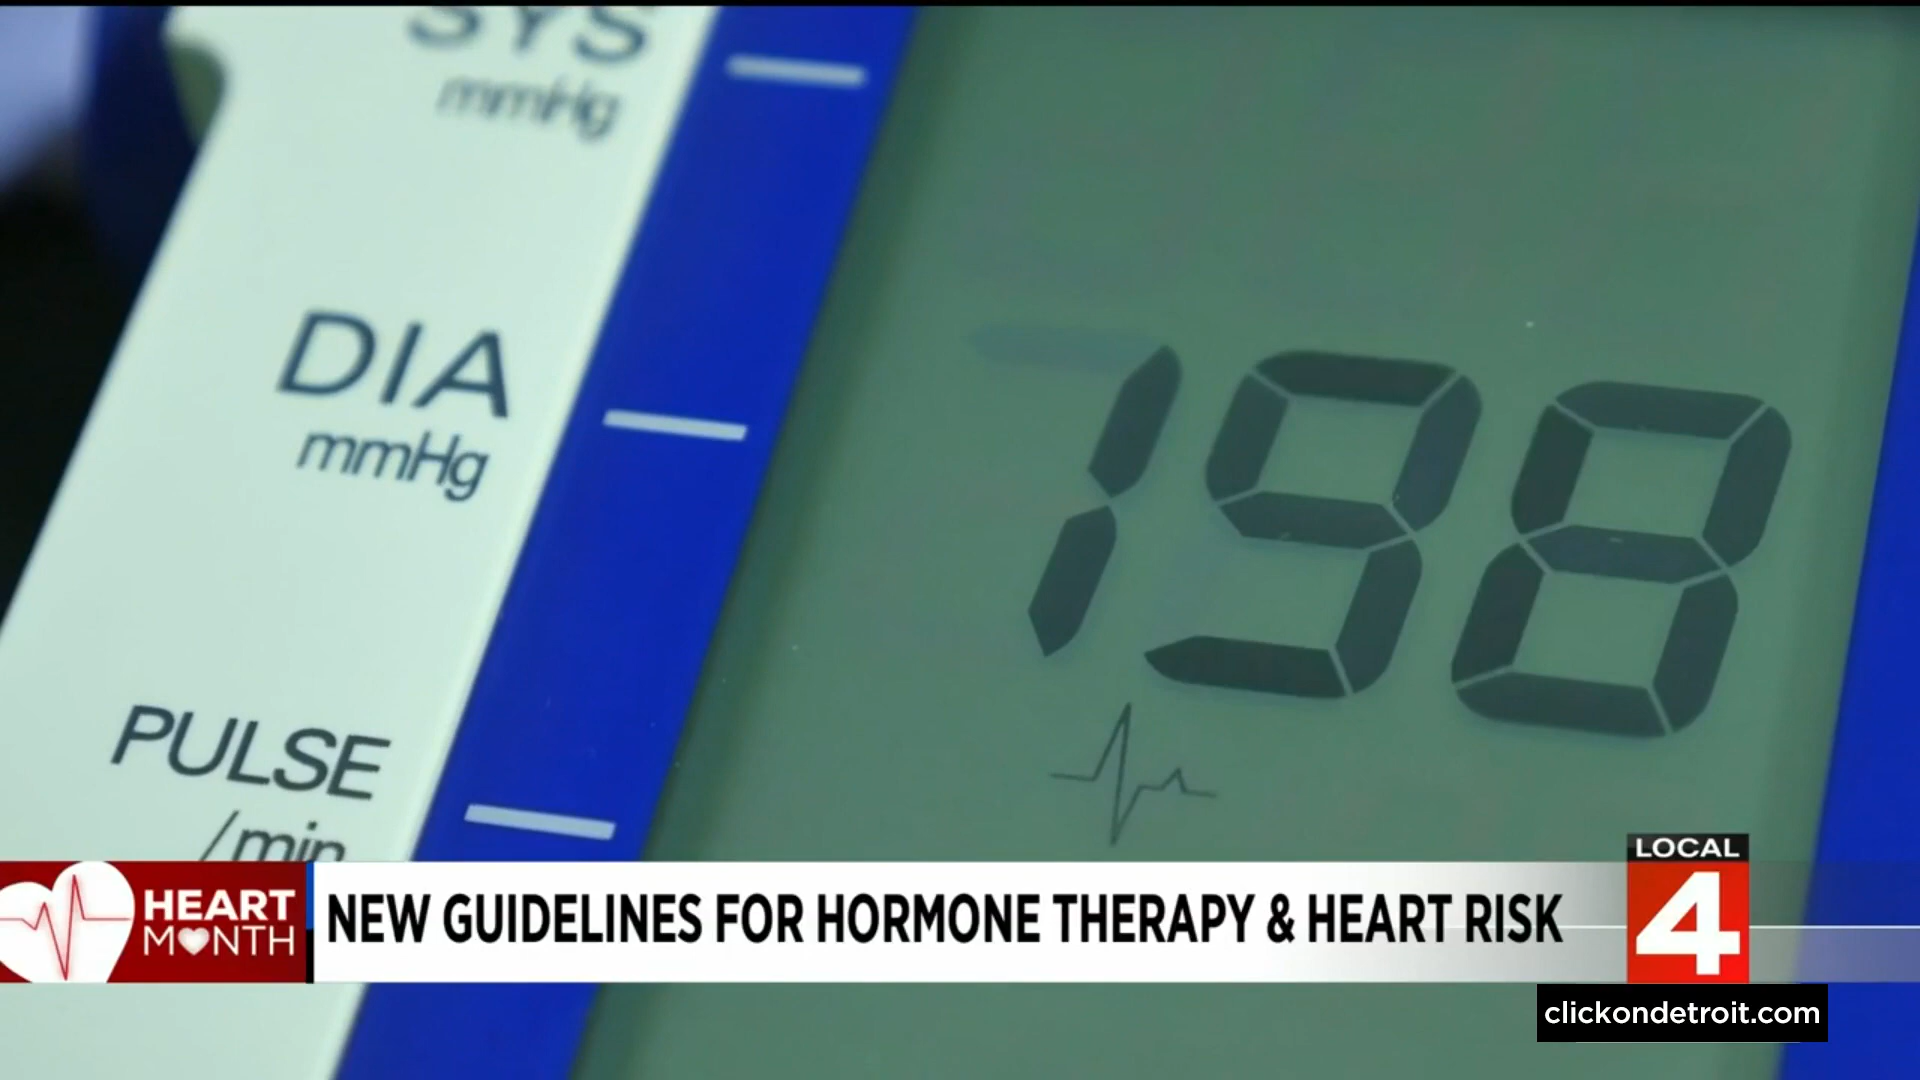 SYS
mmHg
DIA
mmHg
198
PULSE
/min
HEART
MONTH
NEW GUIDELINES FOR HORMONE THERAPY & HEART RISK
LOCAL
4
clickondetroit.com